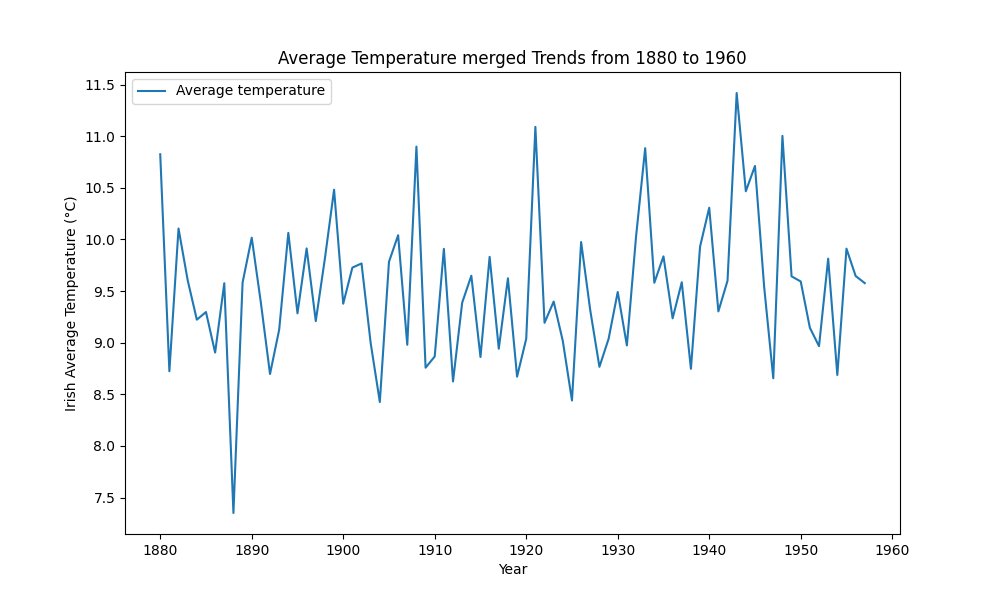 Average Temperature merged Trends from 1880 to 1960
Average temperature
Irish Average Temperature (°C)
11.5
11.0
10.5
10.0
9.5
9.0
8.5
8.0
7.5
1880 1890 1900 1910 1920 1930 1940 1950 1960
Year